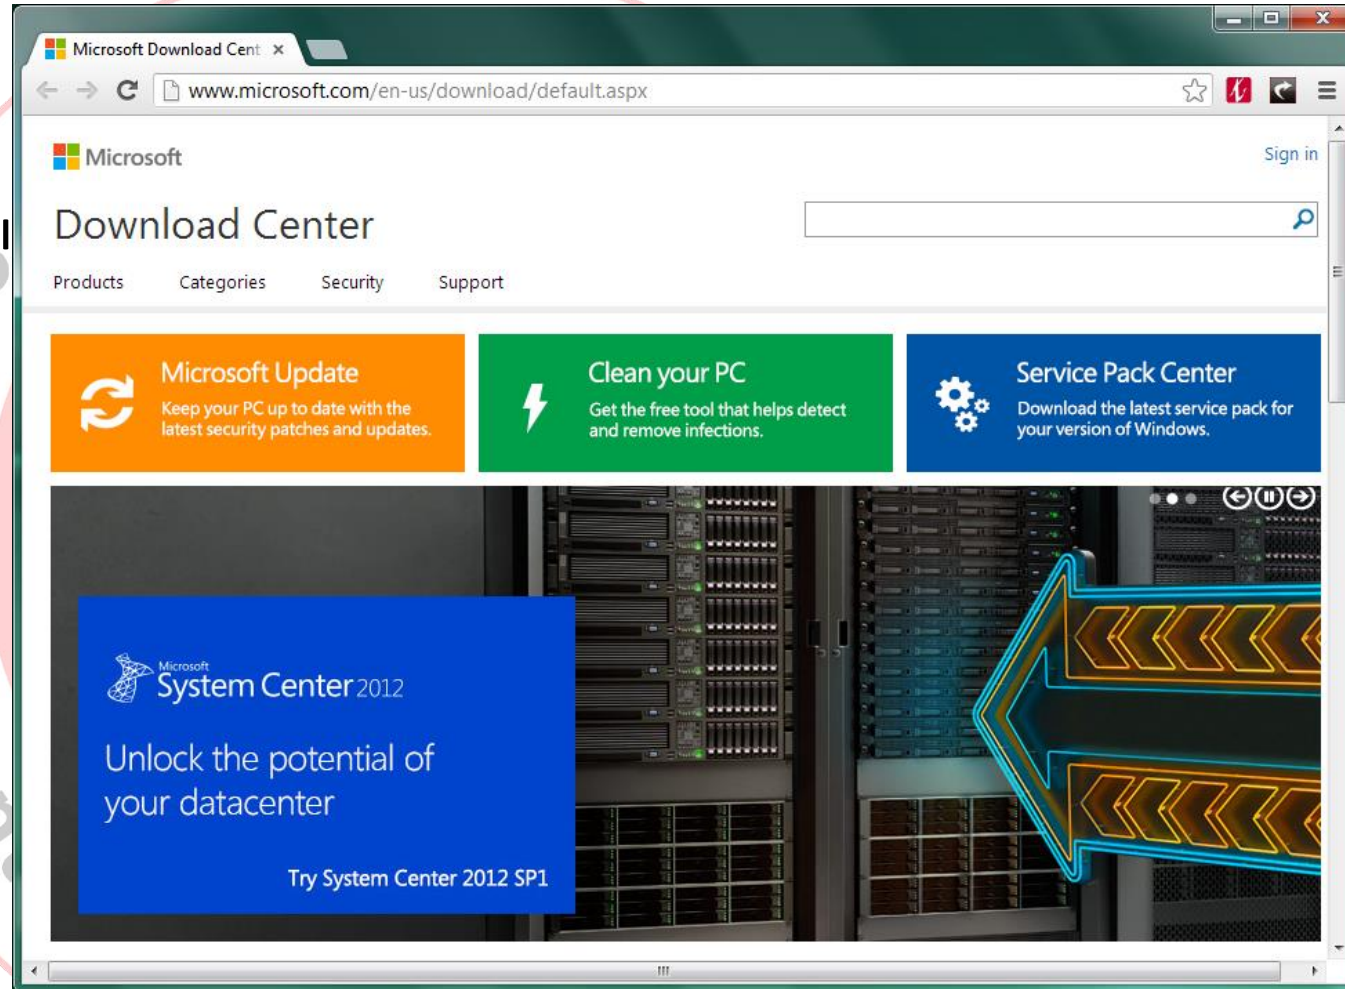 Microsoft Download Cent
www.microsoft.com/en-us/download/default.aspx
Microsoft
Sign in
Download Center
Products Categories Security Support
Microsoft Update
Keep your PC up to date with the
latest security patches and updates.
Clean your PC
Get the free tool that helps detect
and remove infections.
Service Pack Center
Download the latest service pack for
your version of Windows.
Microsoft
System Center 2012
Unlock the potential of
your datacenter
Try System Center 2012 SP1